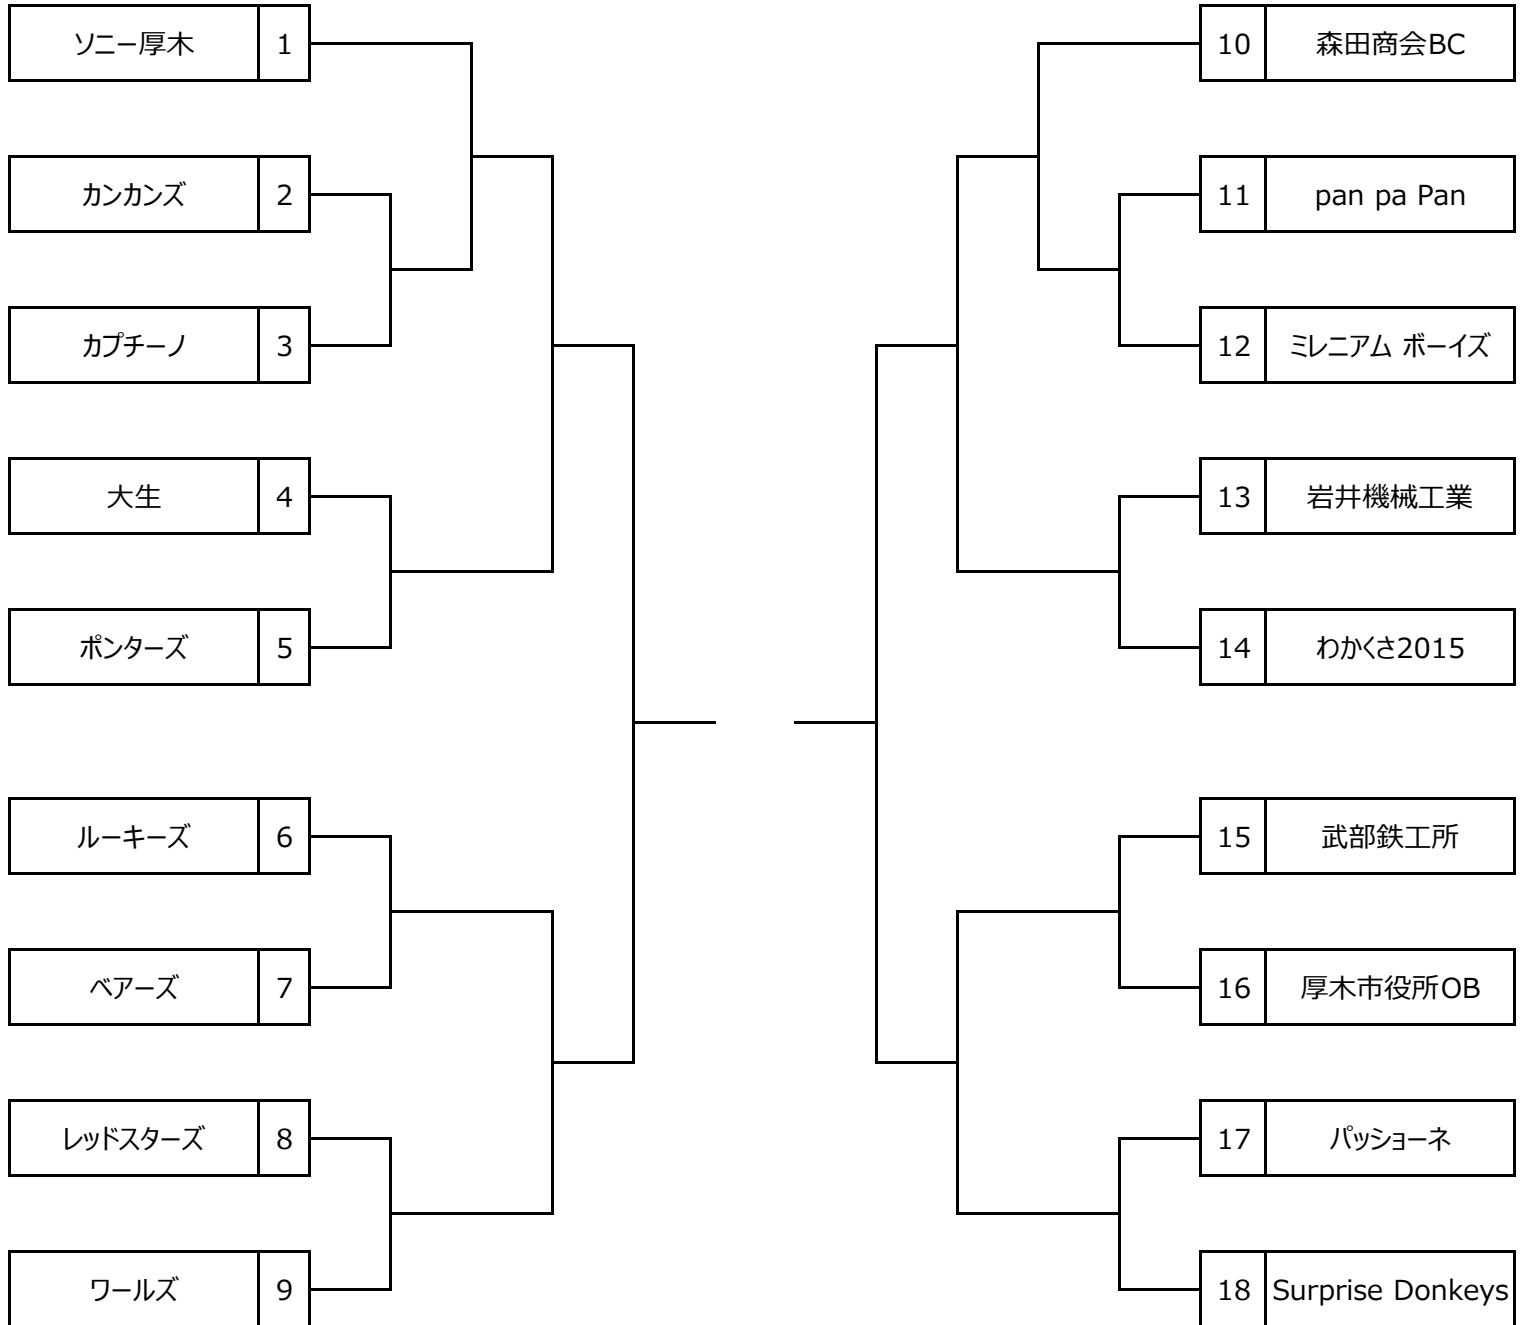 ソニー厚木 1
カンカンズ 2
カプチーノ 3
大生 4
ポンターズ 5
ルーキーズ 6
ベアーズ 7
レッドスターズ 8
ワールズ 9
10 森田商会BC
11 pan pa Pan
12 ミレニアム ボーイズ
13 岩井機械工業
14 わかくさ2015
15 武部鉄工所
16 厚木市役所OB
17 パッショーネ
18 Surprise Donkeys